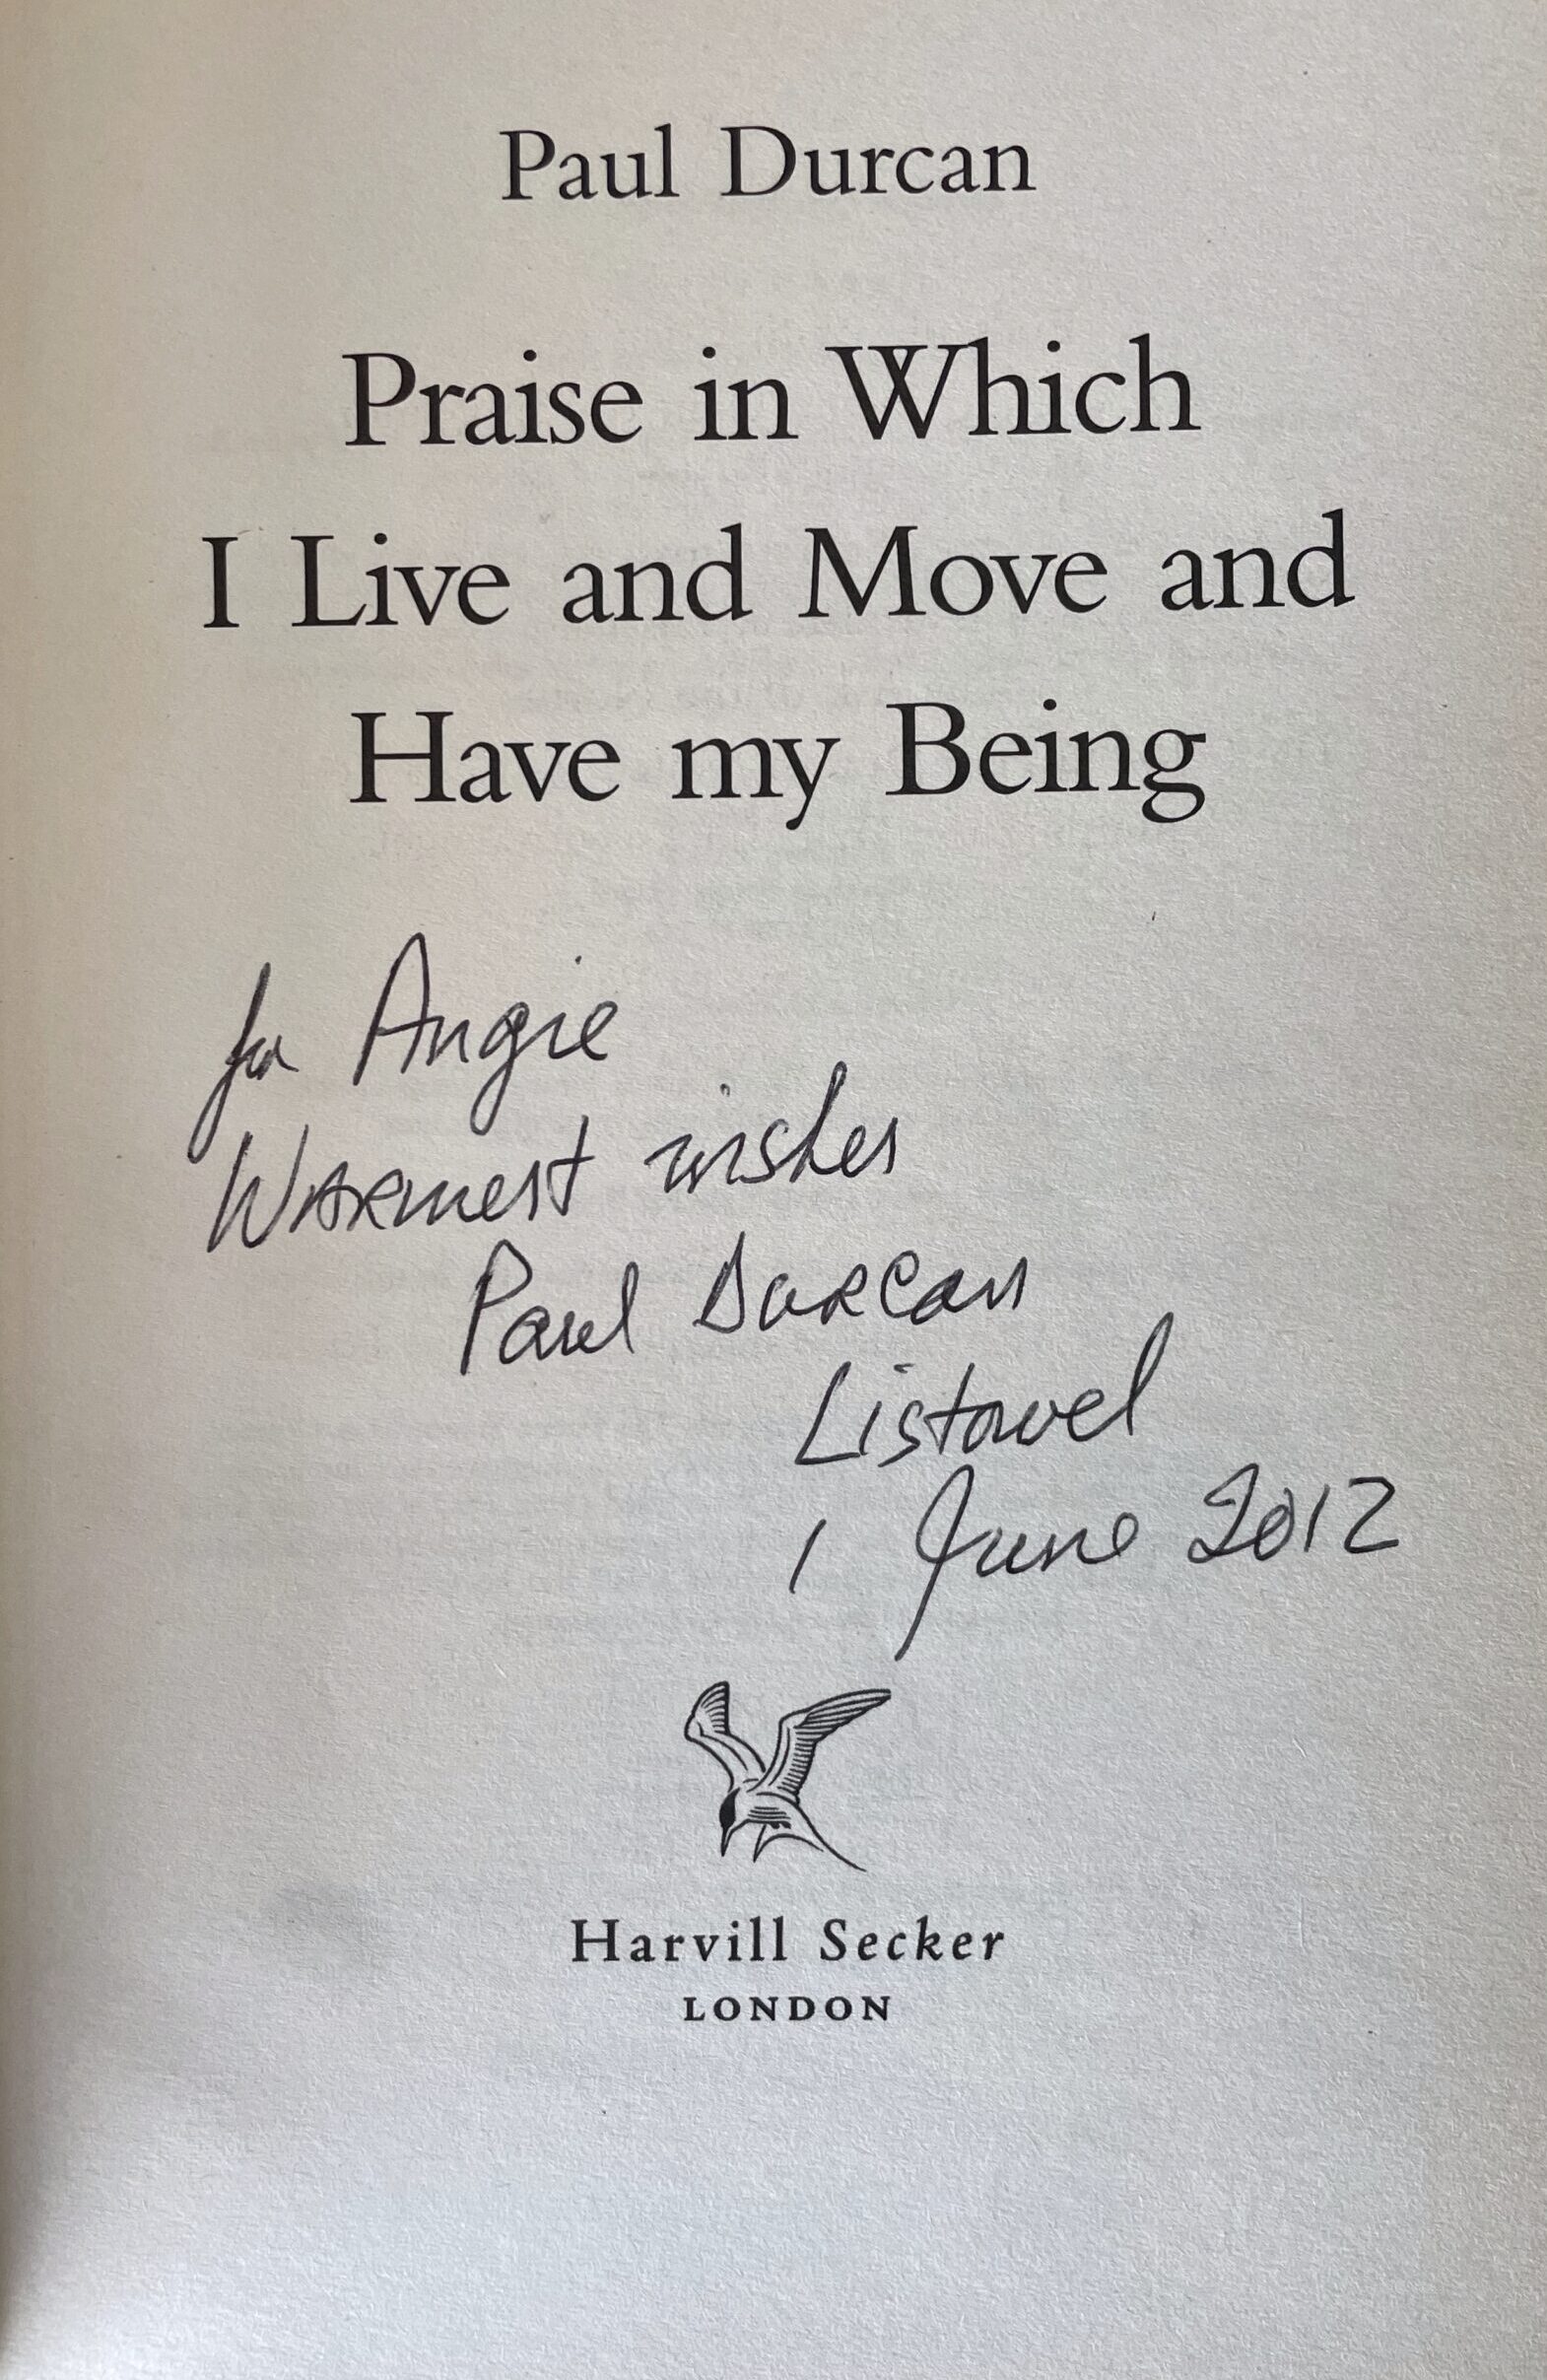 Paul Durcan
Praise in Which
I Live and Move and
Have my Being
for Angie
Warmest wishes
Paul Durcan
Listowel
1 June 2012
Harvill Secker
LONDON